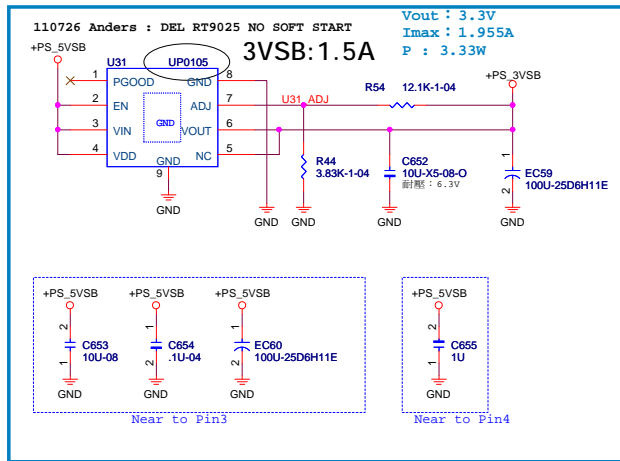 110726 Anders : DEL RT9025 NO SOFT START
Vout：3.3V
Imax：1.955A
P : 3.33W
+PS_5VSB
3VSB:1.5A
U31
UP0105
+PS_3VSB
1
PGOOD
GND
8
R54
12.1K-1-04
2
EN
ADJ
7
U31_ADJ
3
VIN
GND
VOUT
6
4
VDD
GND
NC
5
9
R44
3.83K-1-04
C652
10U-X5-08-O
耐壓：6.3V
1
2
EC59
100U-25D6H11E
GND
GND
GND
GND
GND
+PS_5VSB
+PS_5VSB
+PS_5VSB
+PS_5VSB
2
C653
10U-08
1
1
C654
.1U-04
2
1
EC60
100U-25D6H11E
2
2
C655
1U
1
GND
GND
GND
GND
Near to Pin3
Near to Pin4